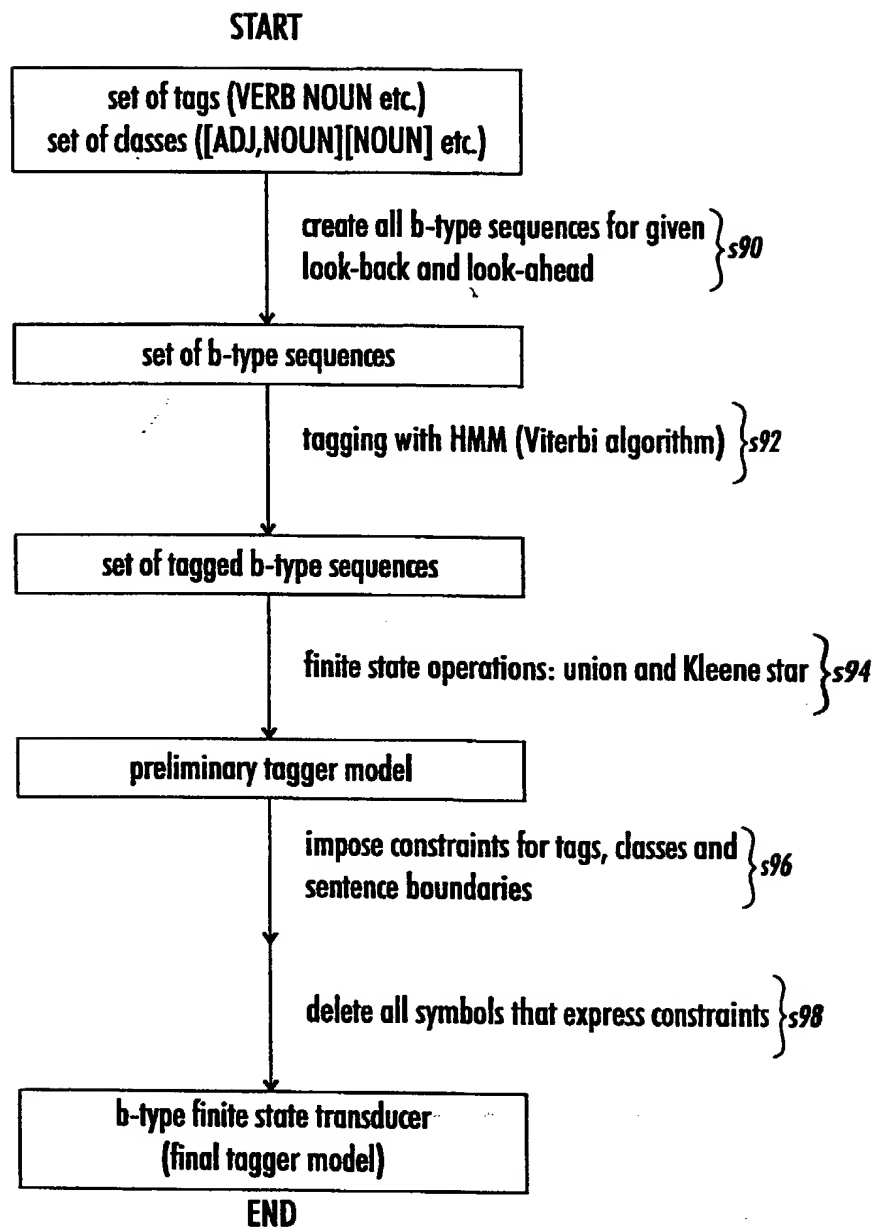 START
set of tags (VERB NOUN etc.)
set of classes ([ADJ,NOUN][NOUN] etc.)
create all b-type sequences for given
look-back and look-ahead
s90
set of b-type sequences
tagging with HMM (Viterbi algorithm) s92
set of tagged b-type sequences
finite state operations: union and Kleene star s94
preliminary tagger model
impose constraints for tags, classes and
sentence boundaries
s96
delete all symbols that express constraints s98
b-type finite state transducer
(final tagger model)
END